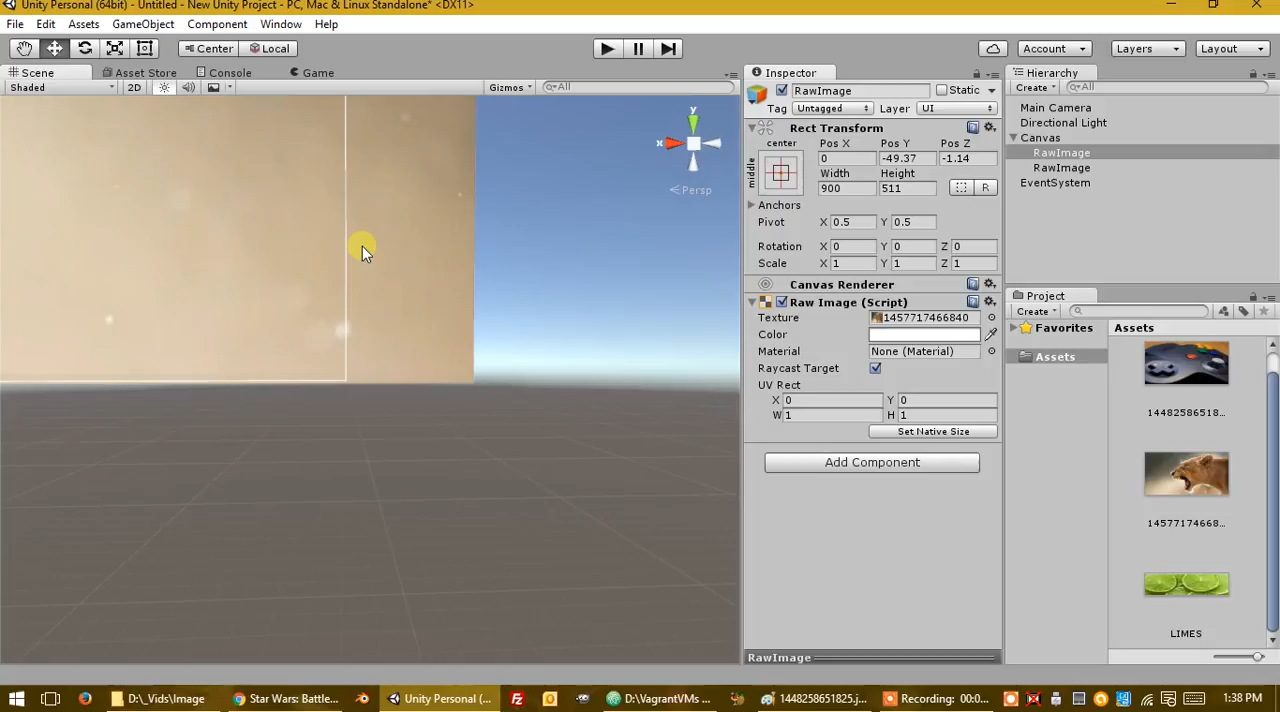 Unity Personal (64bit) - Untitled - New Unity Project - PC, Mac & Linux Standalone* <DX11>
File Edit Assets GameObject Component Window Help
Center Local Account Layers Layout
Scene Asset Store Console Game
Shaded 2D Gizmos All
y
x
Persp
Inspector
RawImage Static
Tag Untagged Layer UI
Rect Transform
center Pos X Pos Y Pos Z
middle 0 -49.37 -1.14
Width Height
900 511 R
Anchors
Pivot X 0.5 Y 0.5
Rotation X 0 Y 0 Z 0
Scale X 1 Y 1 Z 1
Canvas Renderer
Raw Image (Script)
Texture 1457717466840
Color
Material None (Material)
Raycast Target
UV Rect
X 0 Y 0
W 1 H 1
Set Native Size
Add Component
RawImage
Hierarchy
Create All
Main Camera
Directional Light
Canvas
RawImage
RawImage
EventSystem
Project
Create
Favorites Assets
Assets
14482586518...
14577174668...
LIMES
D:\_Vids\Image Star Wars: Battle... Unity Personal (... D:\VagrantVMs ... 1448258651825.j... Recording: 00:0... 1:38 PM